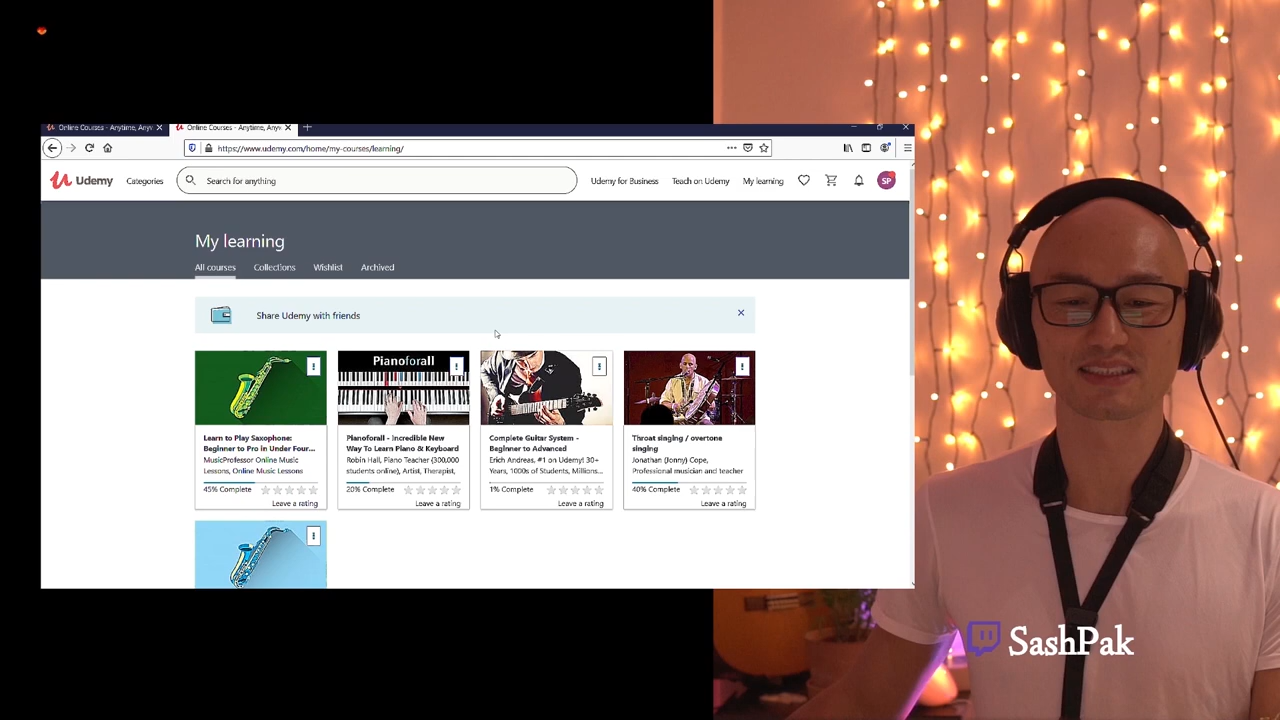 Online Courses - Anytime, Anyw
Online Courses - Anytime, Anyw
https://www.udemy.com/home/my-courses/learning/
Udemy
Categories
Search for anything
Udemy for Business
Teach on Udemy
My learning
SP
My learning
All courses
Collections
Wishlist
Archived
Share Udemy with friends
Learn to Play Saxophone:
Beginner to Pro in Under Four...
MusicProfessor Online Music
Lessons, Online Music Lessons
45% Complete
Leave a rating
Pianoforall
Pianoforall - Incredible New
Way To Learn Piano & Keyboard
Robin Hall, Piano Teacher (300,000
students online), Artist, Therapist,
20% Complete
Leave a rating
Complete Guitar System -
Beginner to Advanced
Erich Andreas, #1 on Udemy! 30+
Years, 1000s of Students, Millions...
1% Complete
Leave a rating
Throat singing / overtone
singing
Jonathan (Jonny) Cope,
Professional musician and teacher
40% Complete
Leave a rating
SashPak